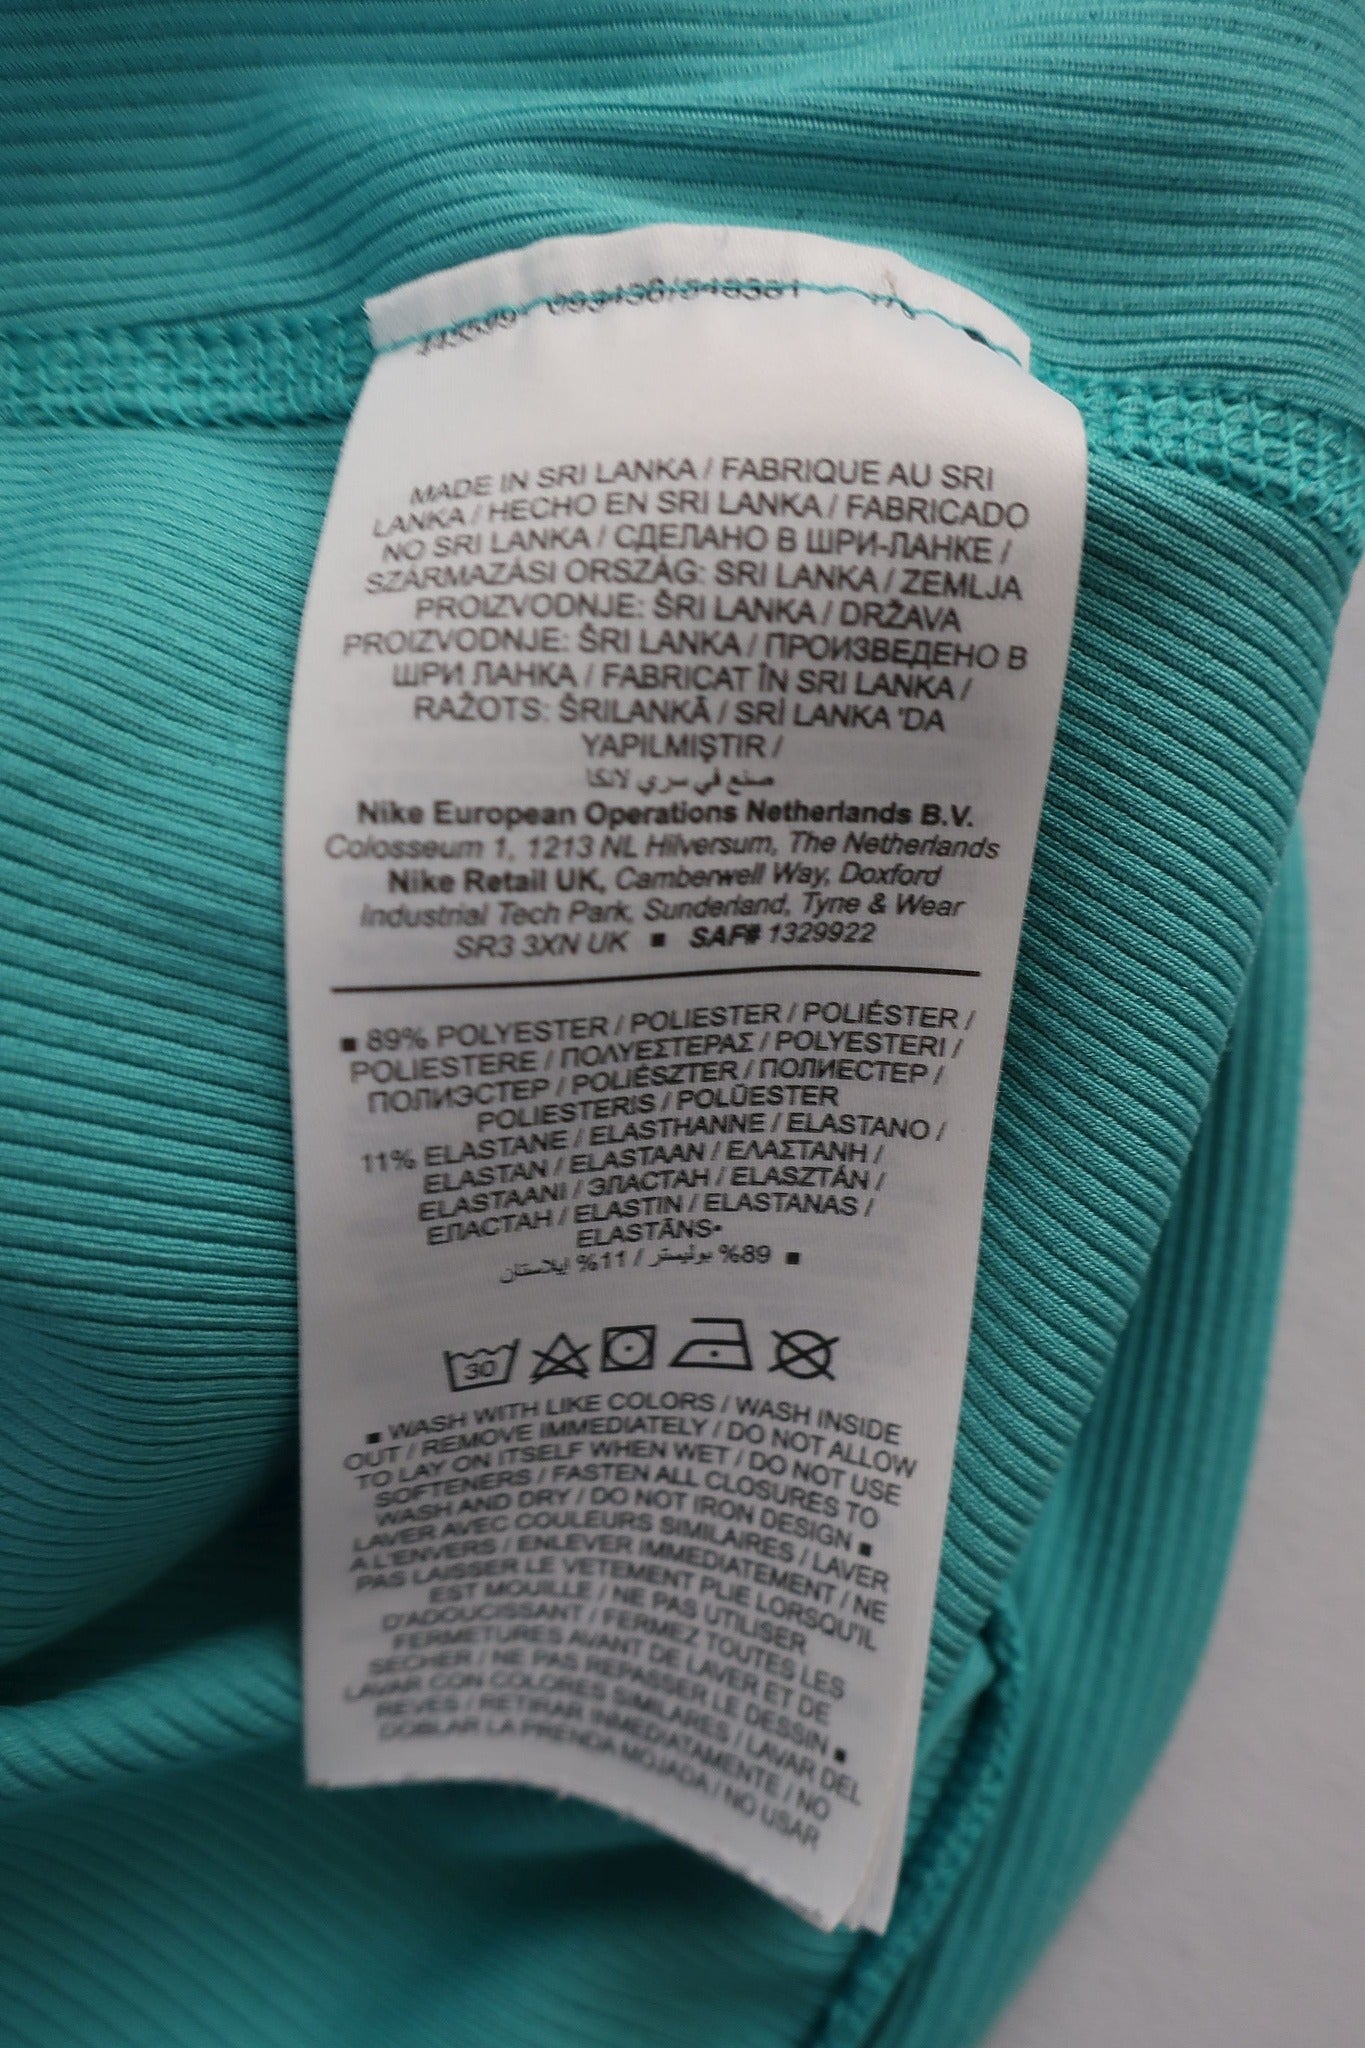 MADE IN SRI LANKA / FABRIQUE AU SRI
LANKA / HECHO EN SRI LANKA / FABRICADO
NO SRI LANKA / СДЕЛАНО В ШРИ-ЛАНКЕ /
SZÁRMAZÁSI ORSZÁG: SRI LANKA / ZEMLJA
PROIZVODNJE: ŠRI LANKA / DRŽAVA
PROIZVODNJE: ŠRI LANKA / ПРОИЗВЕДЕНО В
ШРИ ЛАНКА / FABRICAT ÎN SRI LANKA /
RAŽOTS: ŠRILANKĀ / SRİ LANKA 'DA
YAPILMIŞTIR /
صنع في سري لانكا
Nike European Operations Netherlands B.V.
Colosseum 1, 1213 NL Hilversum, The Netherlands
Nike Retail UK, Camberwell Way, Doxford
Industrial Tech Park, Sunderland, Tyne & Wear
SR3 3XN UK ■ SAF# 1329922
■ 89% POLYESTER / POLIESTER / POLIÉSTER /
POLIESTERE / ΠΟΛΥΕΣΤΕΡΑΣ / POLYESTERI /
ПОЛИЭСТЕР / POLIÉSZTER / ПОЛИЕСТЕР /
POLIESTERIS / POLÜESTER
11% ELASTANE / ELASTHANNE / ELASTANO /
ELASTAN / ELASTAAN / ΕΛΑΣΤΑΝΗ /
ELASTAANI / ЭЛАСТАН / ELASZTÁN /
ЕЛАСТАН / ELASTIN / ELASTANAS /
ELASTĀNS•
■ 89% بوليستر / 11% إيلاستان
30
■ WASH WITH LIKE COLORS / WASH INSIDE
OUT / REMOVE IMMEDIATELY / DO NOT ALLOW
TO LAY ON ITSELF WHEN WET / DO NOT USE
SOFTENERS / FASTEN ALL CLOSURES TO
WASH AND DRY / DO NOT IRON DESIGN ■
LAVER AVEC COULEURS SIMILAIRES / LAVER
A L'ENVERS / ENLEVER IMMEDIATEMENT / NE
PAS LAISSER LE VETEMENT PLIE LORSQU'IL
EST MOUILLE / NE PAS UTILISER
D'ADOUCISSANT / FERMEZ TOUTES LES
FERMETURES AVANT DE LAVER ET DE
SECHER / NE PAS REPASSER LE DESSIN ■
LAVAR CON COLORES SIMILARES / LAVAR DEL
REVES / RETIRAR INMEDIATAMENTE / NO
DOBLAR LA PRENDA MOJADA / NO USAR